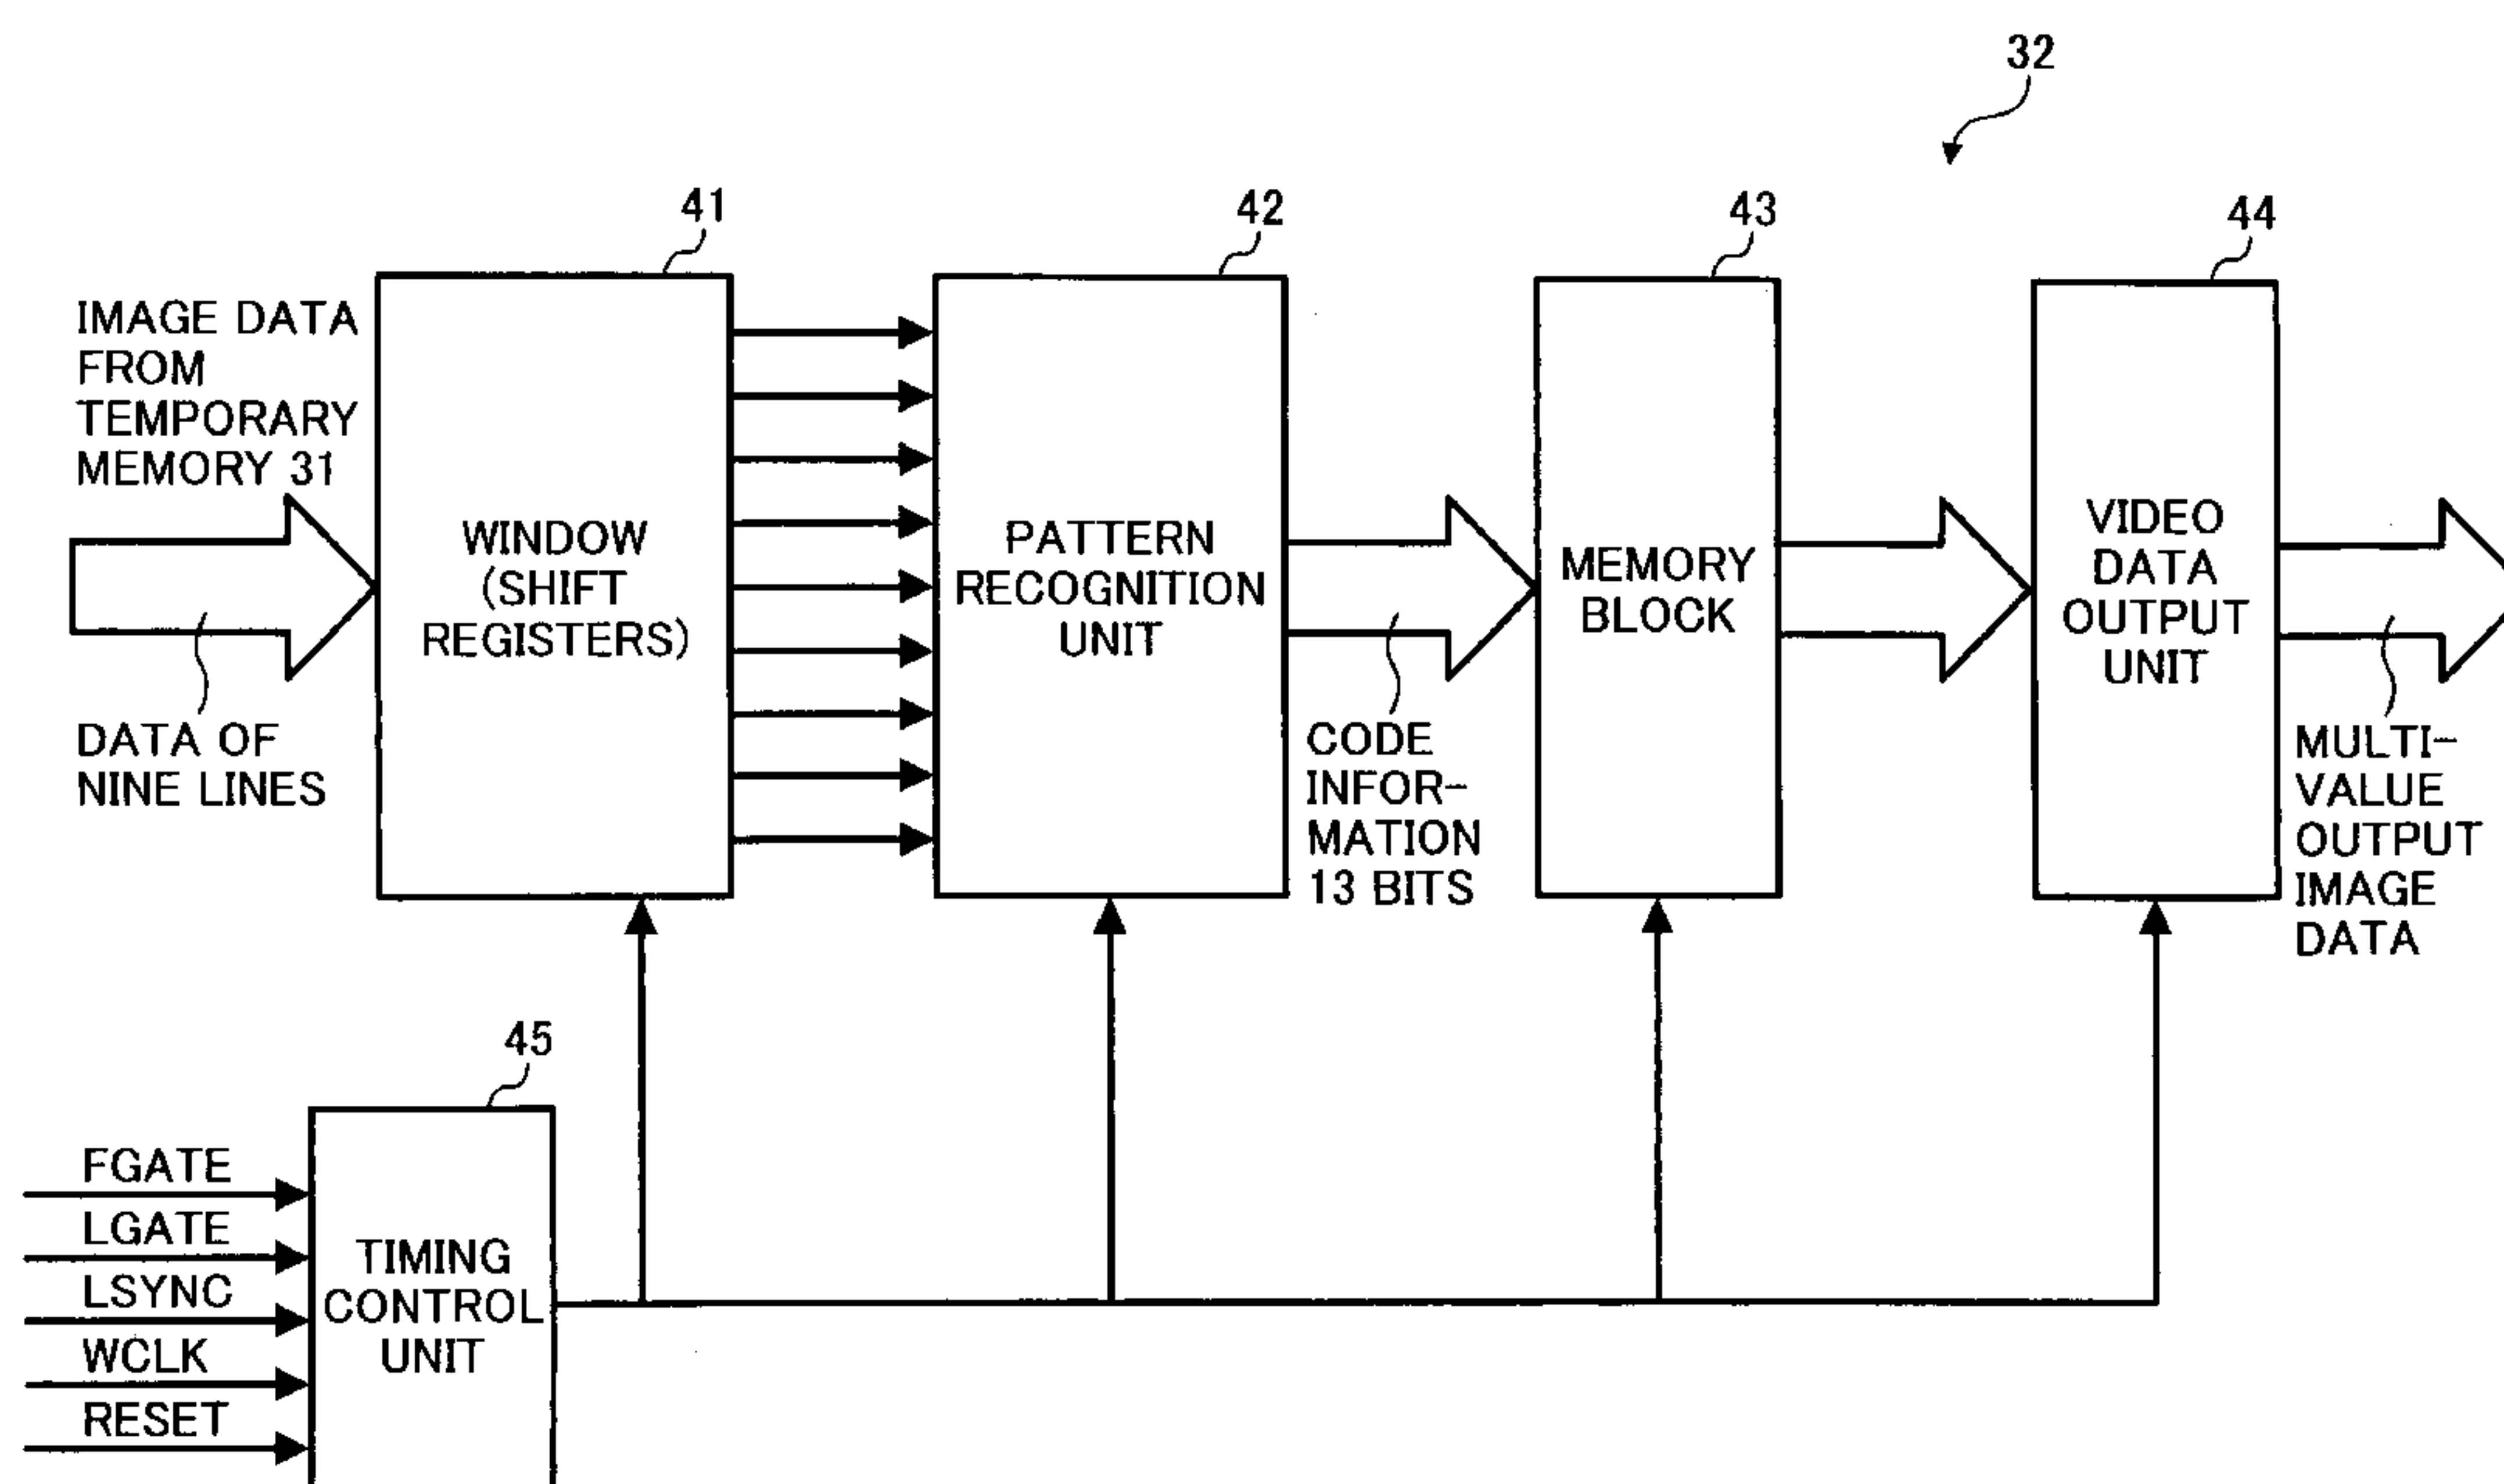 32
41
42
43
44
IMAGE DATA
FROM
TEMPORARY
MEMORY 31
DATA OF
NINE LINES
WINDOW
(SHIFT
REGISTERS)
PATTERN
RECOGNITION
UNIT
CODE
INFOR-
MATION
13 BITS
MEMORY
BLOCK
VIDEO
DATA
OUTPUT
UNIT
MULTI-
VALUE
OUTPUT
IMAGE
DATA
45
FGATE
LGATE
LSYNC
WCLK
RESET
TIMING
CONTROL
UNIT